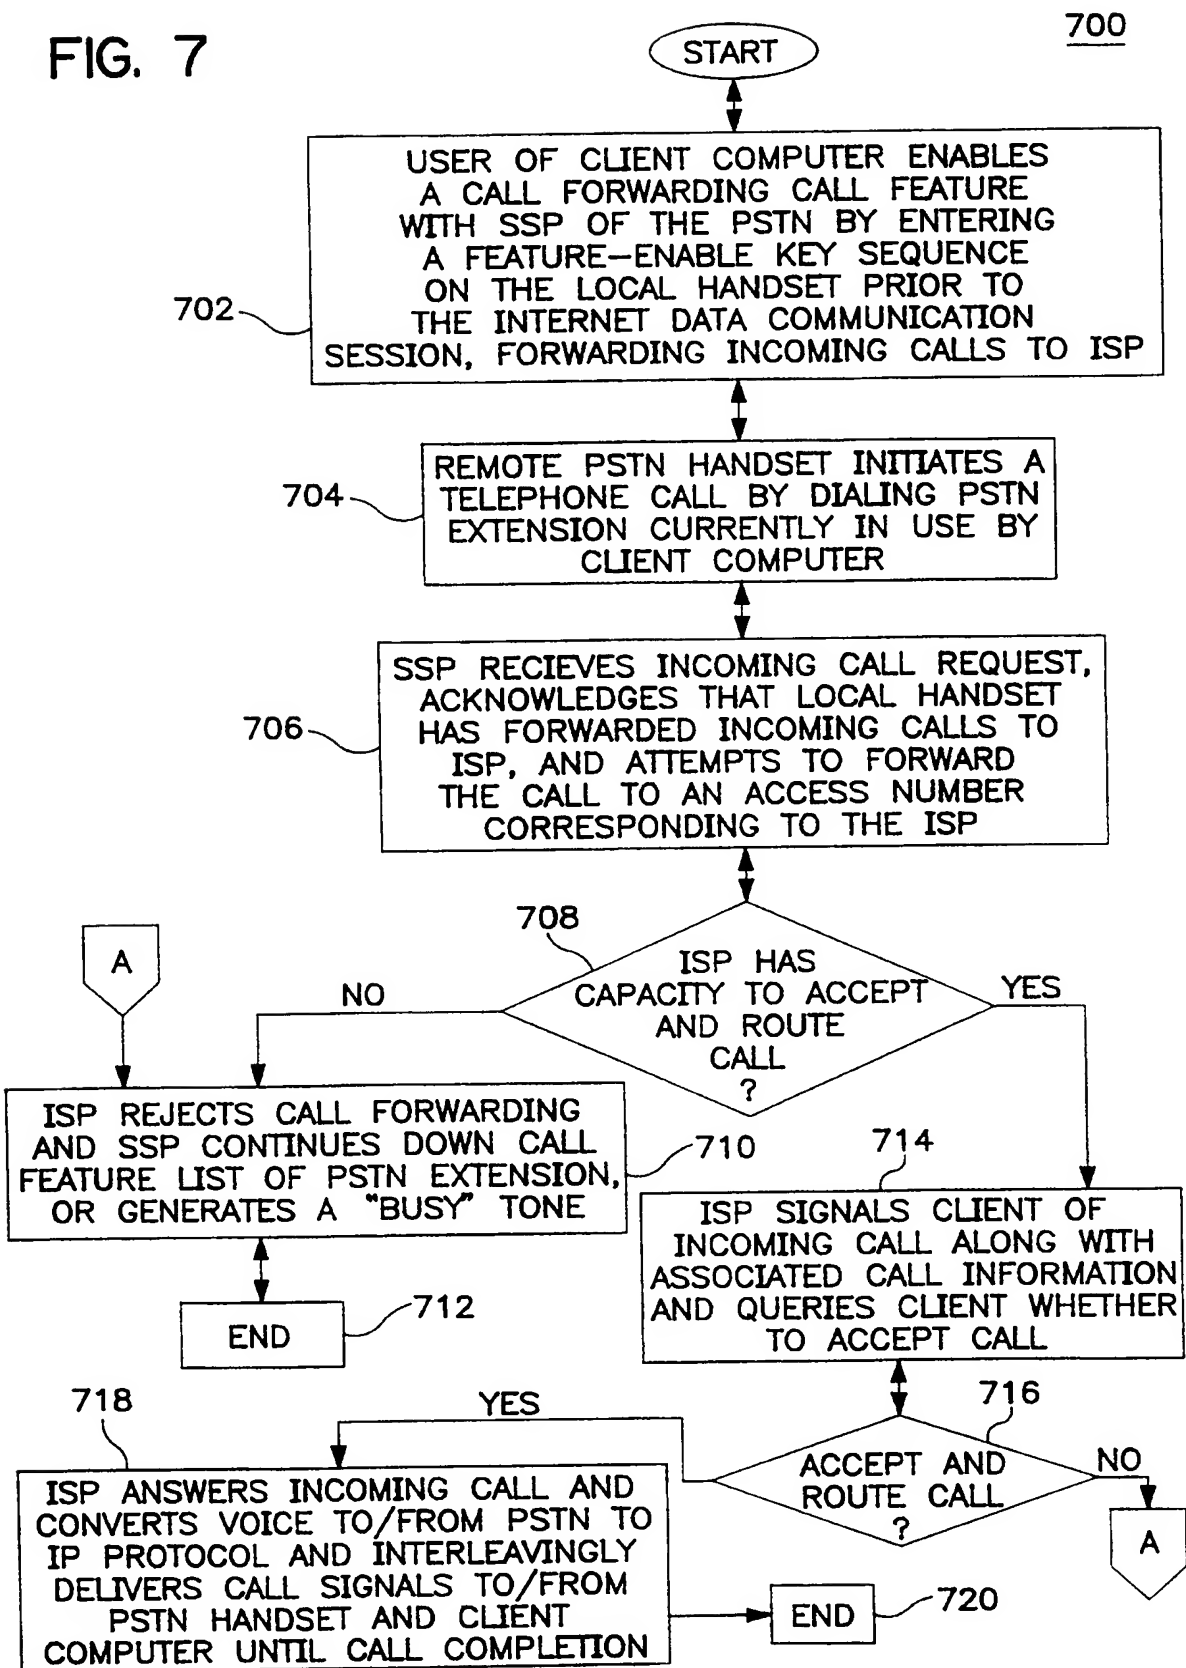 FIG. 7
700
START
USER OF CLIENT COMPUTER ENABLES
A CALL FORWARDING CALL FEATURE
WITH SSP OF THE PSTN BY ENTERING
A FEATURE-ENABLE KEY SEQUENCE
ON THE LOCAL HANDSET PRIOR TO
THE INTERNET DATA COMMUNICATION
SESSION, FORWARDING INCOMING CALLS TO ISP
702
REMOTE PSTN HANDSET INITIATES A
TELEPHONE CALL BY DIALING PSTN
EXTENSION CURRENTLY IN USE BY
CLIENT COMPUTER
704
SSP RECIEVES INCOMING CALL REQUEST,
ACKNOWLEDGES THAT LOCAL HANDSET
HAS FORWARDED INCOMING CALLS TO
ISP, AND ATTEMPTS TO FORWARD
THE CALL TO AN ACCESS NUMBER
CORRESPONDING TO THE ISP
706
708
ISP HAS
CAPACITY TO ACCEPT
AND ROUTE
CALL
?
A
NO
YES
ISP REJECTS CALL FORWARDING
AND SSP CONTINUES DOWN CALL
FEATURE LIST OF PSTN EXTENSION,
OR GENERATES A "BUSY" TONE
710
END
712
714
ISP SIGNALS CLIENT OF
INCOMING CALL ALONG WITH
ASSOCIATED CALL INFORMATION
AND QUERIES CLIENT WHETHER
TO ACCEPT CALL
716
ACCEPT AND
ROUTE CALL
?
YES
NO
A
718
ISP ANSWERS INCOMING CALL AND
CONVERTS VOICE TO/FROM PSTN TO
IP PROTOCOL AND INTERLEAVINGLY
DELIVERS CALL SIGNALS TO/FROM
PSTN HANDSET AND CLIENT
COMPUTER UNTIL CALL COMPLETION
END
720